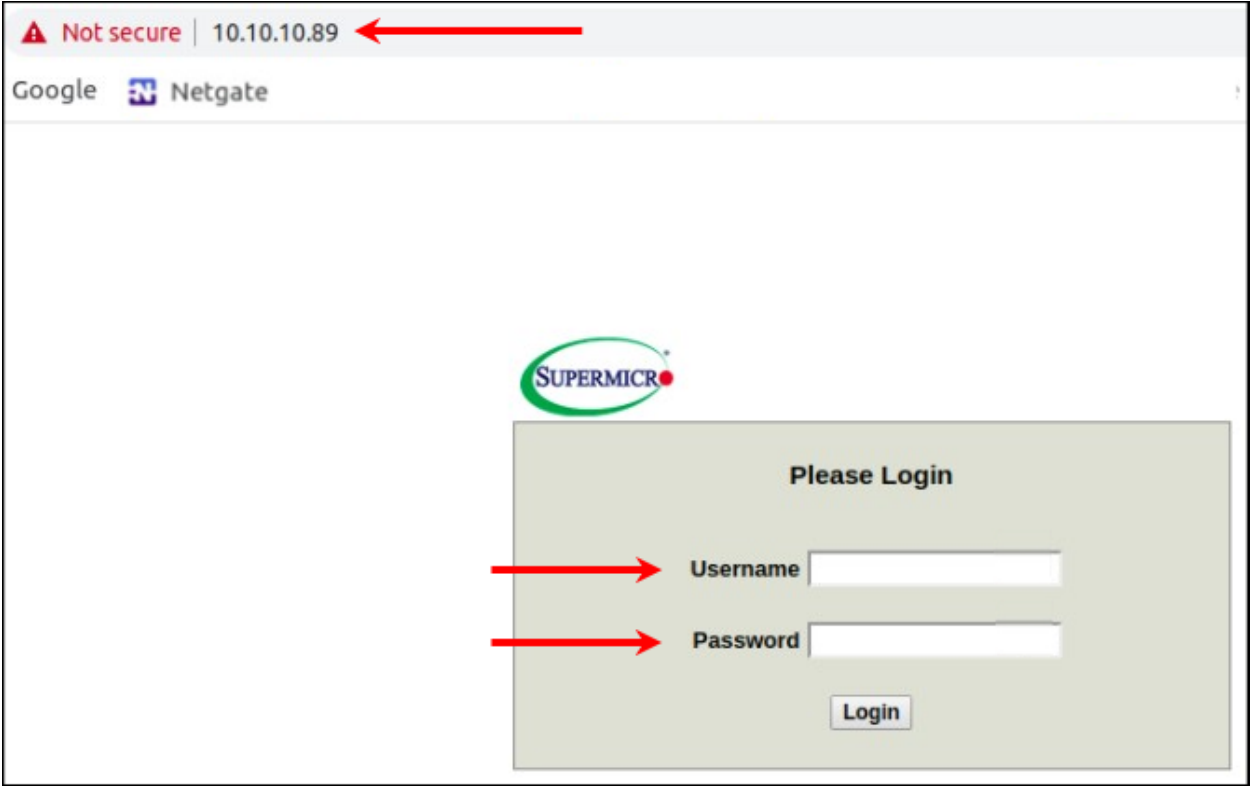 Not secure | 10.10.10.89
Google Netgate
SUPERMICRO
Please Login
Username
Password
Login